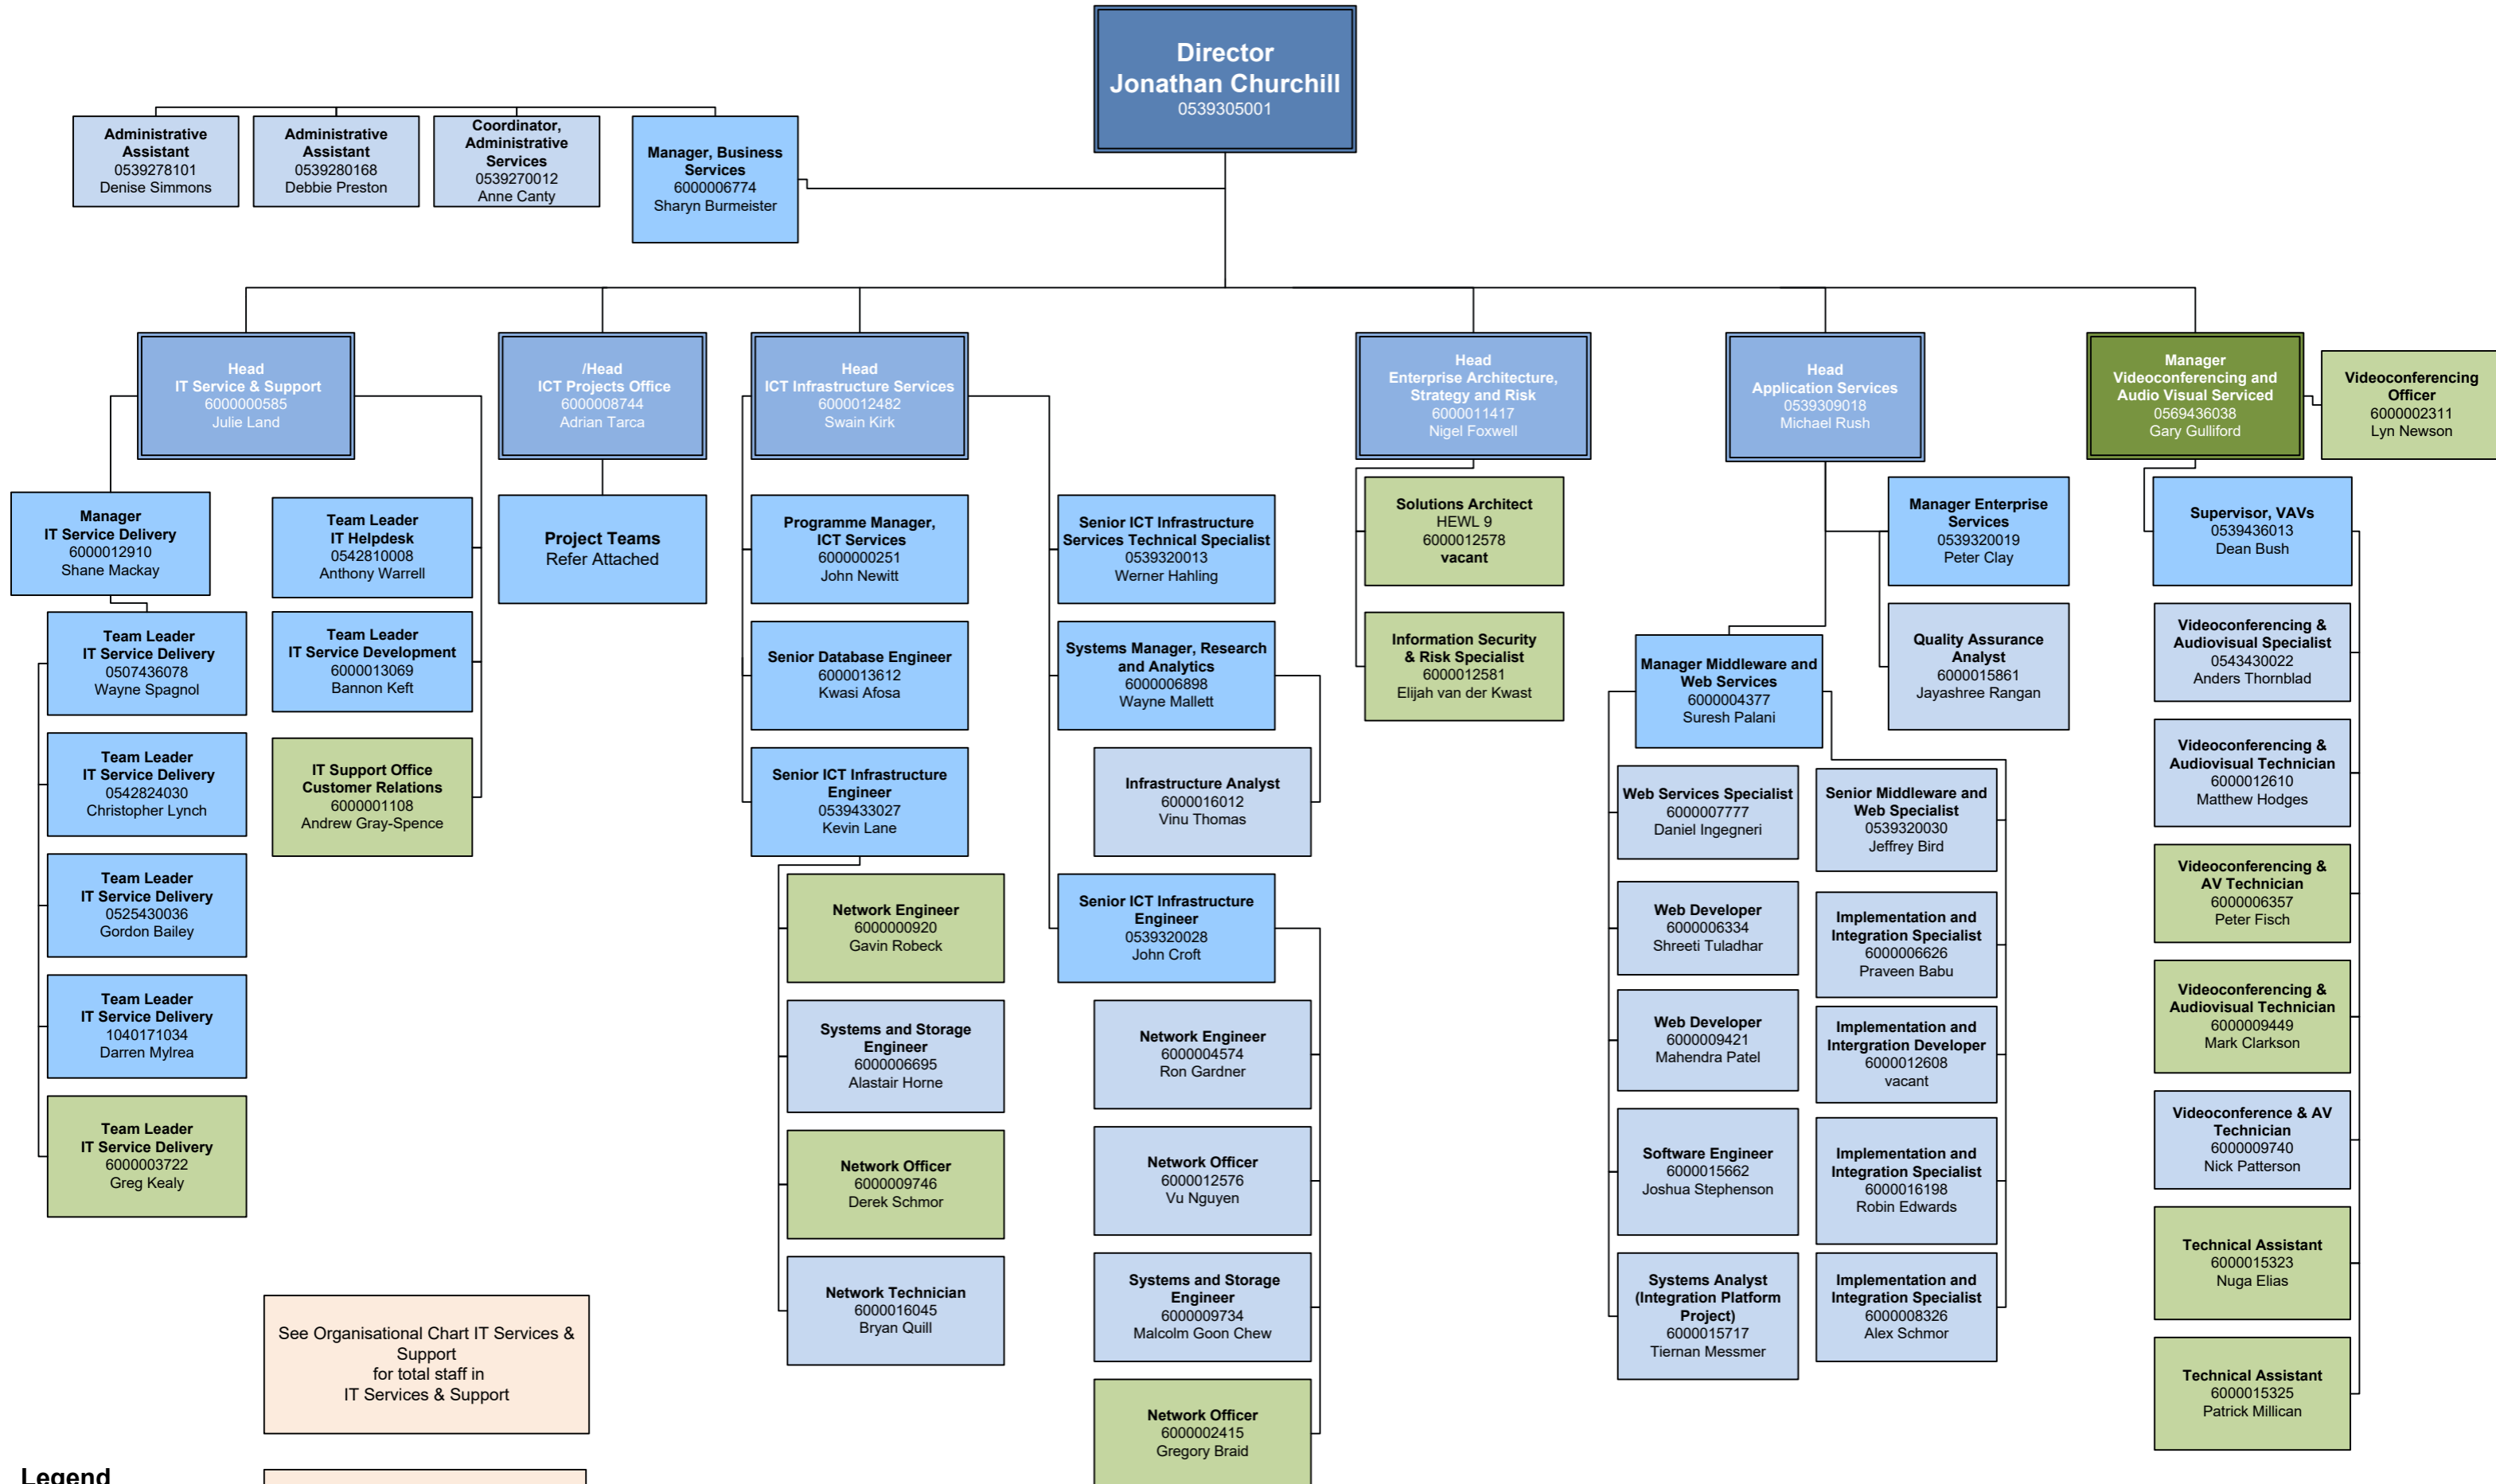 Director
Jonathan Churchill
0539305001
Administrative
Assistant
0539278101
Denise Simmons
Administrative
Assistant
0539280168
Debbie Preston
Coordinator,
Administrative
Services
0539270012
Anne Canty
Manager, Business
Services
6000006774
Sharyn Burmeister
Head
IT Service & Support
6000000585
Julie Land
/Head
ICT Projects Office
6000008744
Adrian Tarca
Head
ICT Infrastructure Services
6000012482
Swain Kirk
Head
Enterprise Architecture,
Strategy and Risk
6000011417
Nigel Foxwell
Head
Application Services
0539309018
Michael Rush
Manager
Videoconferencing and
Audio Visual Serviced
0569436038
Gary Gulliford
Videoconferencing
Officer
6000002311
Lyn Newson
Manager
IT Service Delivery
6000012910
Shane Mackay
Team Leader
IT Service Delivery
0507436078
Wayne Spagnol
Team Leader
IT Service Delivery
0542824030
Christopher Lynch
Team Leader
IT Service Delivery
0525430036
Gordon Bailey
Team Leader
IT Service Delivery
1040171034
Darren Mylrea
Team Leader
IT Service Delivery
6000003722
Greg Kealy
Team Leader
IT Helpdesk
0542810008
Anthony Warrell
Team Leader
IT Service Development
6000013069
Bannon Keft
IT Support Office
Customer Relations
6000001108
Andrew Gray-Spence
Project Teams
Refer Attached
Programme Manager,
ICT Services
6000000251
John Newitt
Senior Database Engineer
6000013612
Kwasi Afosa
Senior ICT Infrastructure
Engineer
0539433027
Kevin Lane
Network Engineer
6000000920
Gavin Robeck
Systems and Storage
Engineer
6000006695
Alastair Horne
Network Officer
6000009746
Derek Schmor
Network Technician
6000016045
Bryan Quill
Senior ICT Infrastructure
Services Technical Specialist
0539320013
Werner Hahling
Systems Manager, Research
and Analytics
6000006898
Wayne Mallett
Infrastructure Analyst
6000016012
Vinu Thomas
Senior ICT Infrastructure
Engineer
0539320028
John Croft
Network Engineer
6000004574
Ron Gardner
Network Officer
6000012576
Vu Nguyen
Systems and Storage
Engineer
6000009734
Malcolm Goon Chew
Network Officer
6000002415
Gregory Braid
Solutions Architect
HEWL 9
6000012578
vacant
Information Security
& Risk Specialist
6000012581
Elijah van der Kwast
Manager Enterprise
Services
0539320019
Peter Clay
Quality Assurance
Analyst
6000015861
Jayashree Rangan
Manager Middleware and
Web Services
6000004377
Suresh Palani
Web Services Specialist
6000007777
Daniel Ingegneri
Web Developer
6000006334
Shreeti Tuladhar
Web Developer
6000009421
Mahendra Patel
Software Engineer
6000015662
Joshua Stephenson
Systems Analyst
(Integration Platform
Project)
6000015717
Tiernan Messmer
Senior Middleware and
Web Specialist
0539320030
Jeffrey Bird
Implementation and
Integration Specialist
6000006626
Praveen Babu
Implementation and
Intergration Developer
6000012608
vacant
Implementation and
Integration Specialist
6000016198
Robin Edwards
Implementation and
Integration Specialist
6000008326
Alex Schmor
Supervisor, VAVs
0539436013
Dean Bush
Videoconferencing &
Audiovisual Specialist
0543430022
Anders Thornblad
Videoconferencing &
Audiovisual Technician
6000012610
Matthew Hodges
Videoconferencing &
AV Technician
6000006357
Peter Fisch
Videoconferencing &
Audiovisual Technician
6000009449
Mark Clarkson
Videoconference & AV
Technician
6000009740
Nick Patterson
Technical Assistant
6000015323
Nuga Elias
Technical Assistant
6000015325
Patrick Millican
See Organisational Chart IT Services &
Support
for total staff in
IT Services & Support
Legend